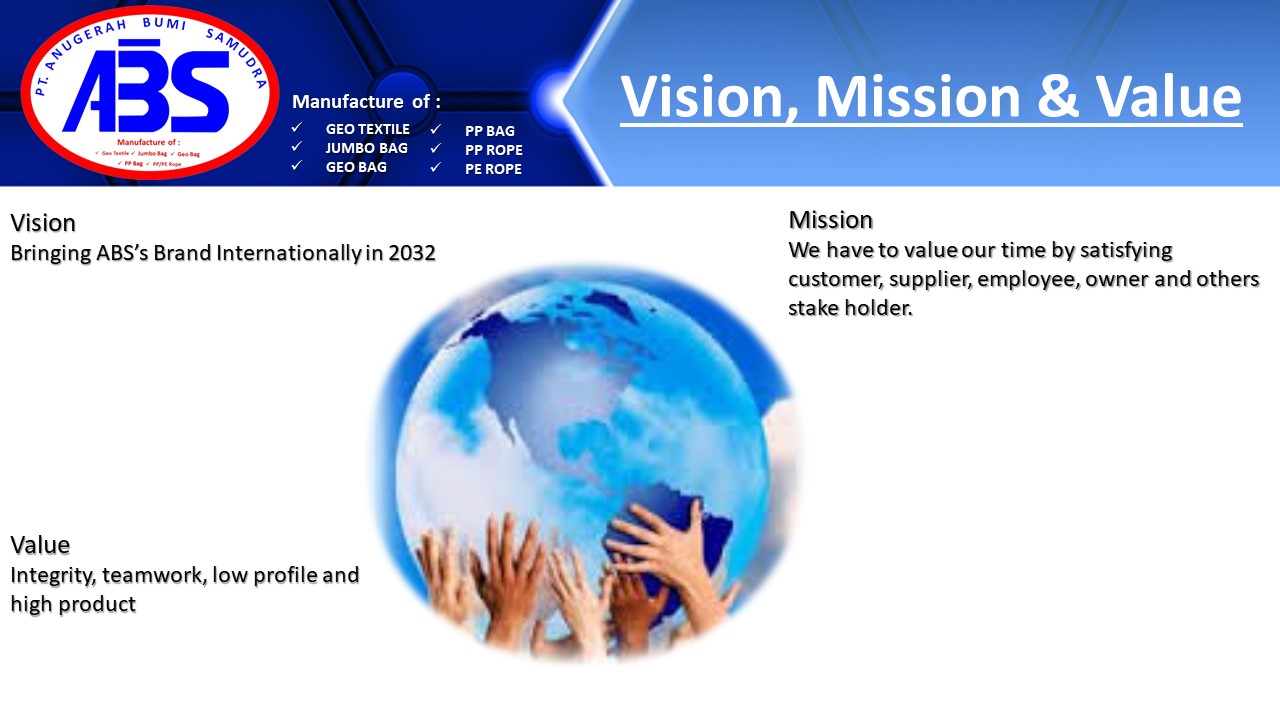 PT. ANUGERAH BUMI SAMUDRA
ABS
Manufacture of :
✓ Geo Textile ✓ Jumbo Bag ✓ Geo Bag
✓ PP Bag ✓ PP/PE Rope
Manufacture of :
✓ GEO TEXTILE ✓ PP BAG
✓ JUMBO BAG ✓ PP ROPE
✓ GEO BAG ✓ PE ROPE
Vision, Mission & Value
Vision
Bringing ABS’s Brand Internationally in 2032
Mission
We have to value our time by satisfying
customer, supplier, employee, owner and others
stake holder.
Value
Integrity, teamwork, low profile and
high product